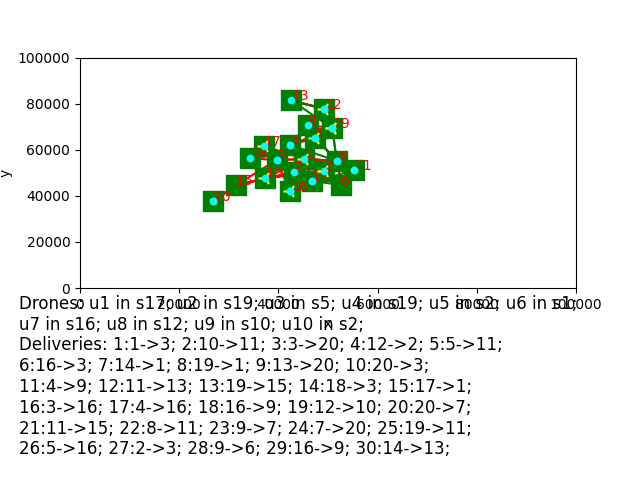 100000
80000
60000
y
40000
20000
0
Drones: u1 in s17; u2 in s19; u3 in s5; u4 in s19; u5 in s2; u6 in s1;
0 20000 40000 60000 80000 100000
u7 in s16; u8 in s12; u9 in s10; u10 in s2;
x
Deliveries: 1:1->3; 2:10->11; 3:3->20; 4:12->2; 5:5->11;
6:16->3; 7:14->1; 8:19->1; 9:13->20; 10:20->3;
11:4->9; 12:11->13; 13:19->15; 14:18->3; 15:17->1;
16:3->16; 17:4->16; 18:16->9; 19:12->10; 20:20->7;
21:11->15; 22:8->11; 23:9->7; 24:7->20; 25:19->11;
26:5->16; 27:2->3; 28:9->6; 29:16->9; 30:14->13;